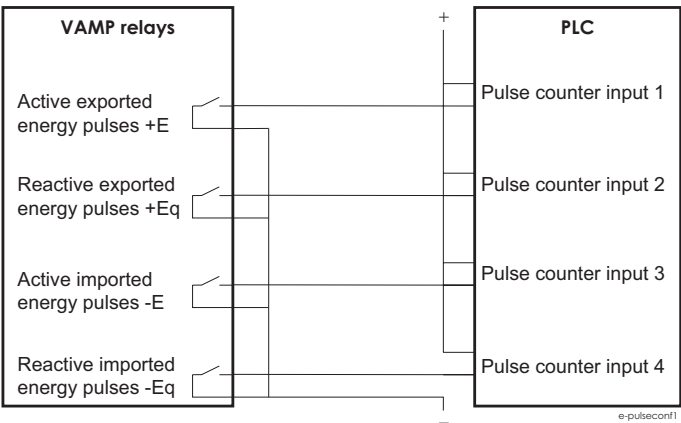 VAMP relays
+
PLC
Active exported
energy pulses +E
Pulse counter input 1
Reactive exported
energy pulses +Eq
Pulse counter input 2
Active imported
energy pulses -E
Pulse counter input 3
Reactive imported
energy pulses -Eq
Pulse counter input 4
–
e-pulseconf1